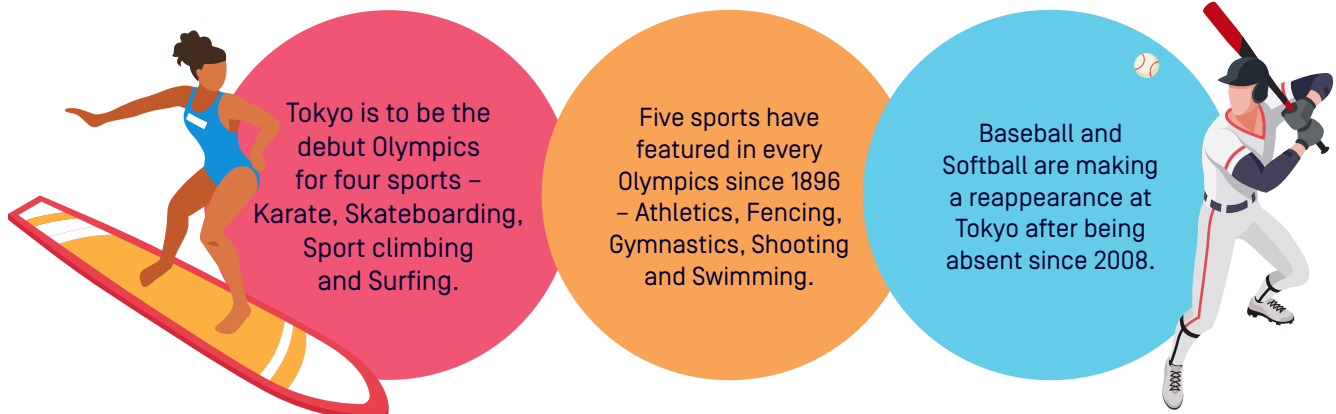 Tokyo is to be the
debut Olympics
for four sports –
Karate, Skateboarding,
Sport climbing
and Surfing.
Five sports have
featured in every
Olympics since 1896
– Athletics, Fencing,
Gymnastics, Shooting
and Swimming.
Baseball and
Softball are making
a reappearance at
Tokyo after being
absent since 2008.